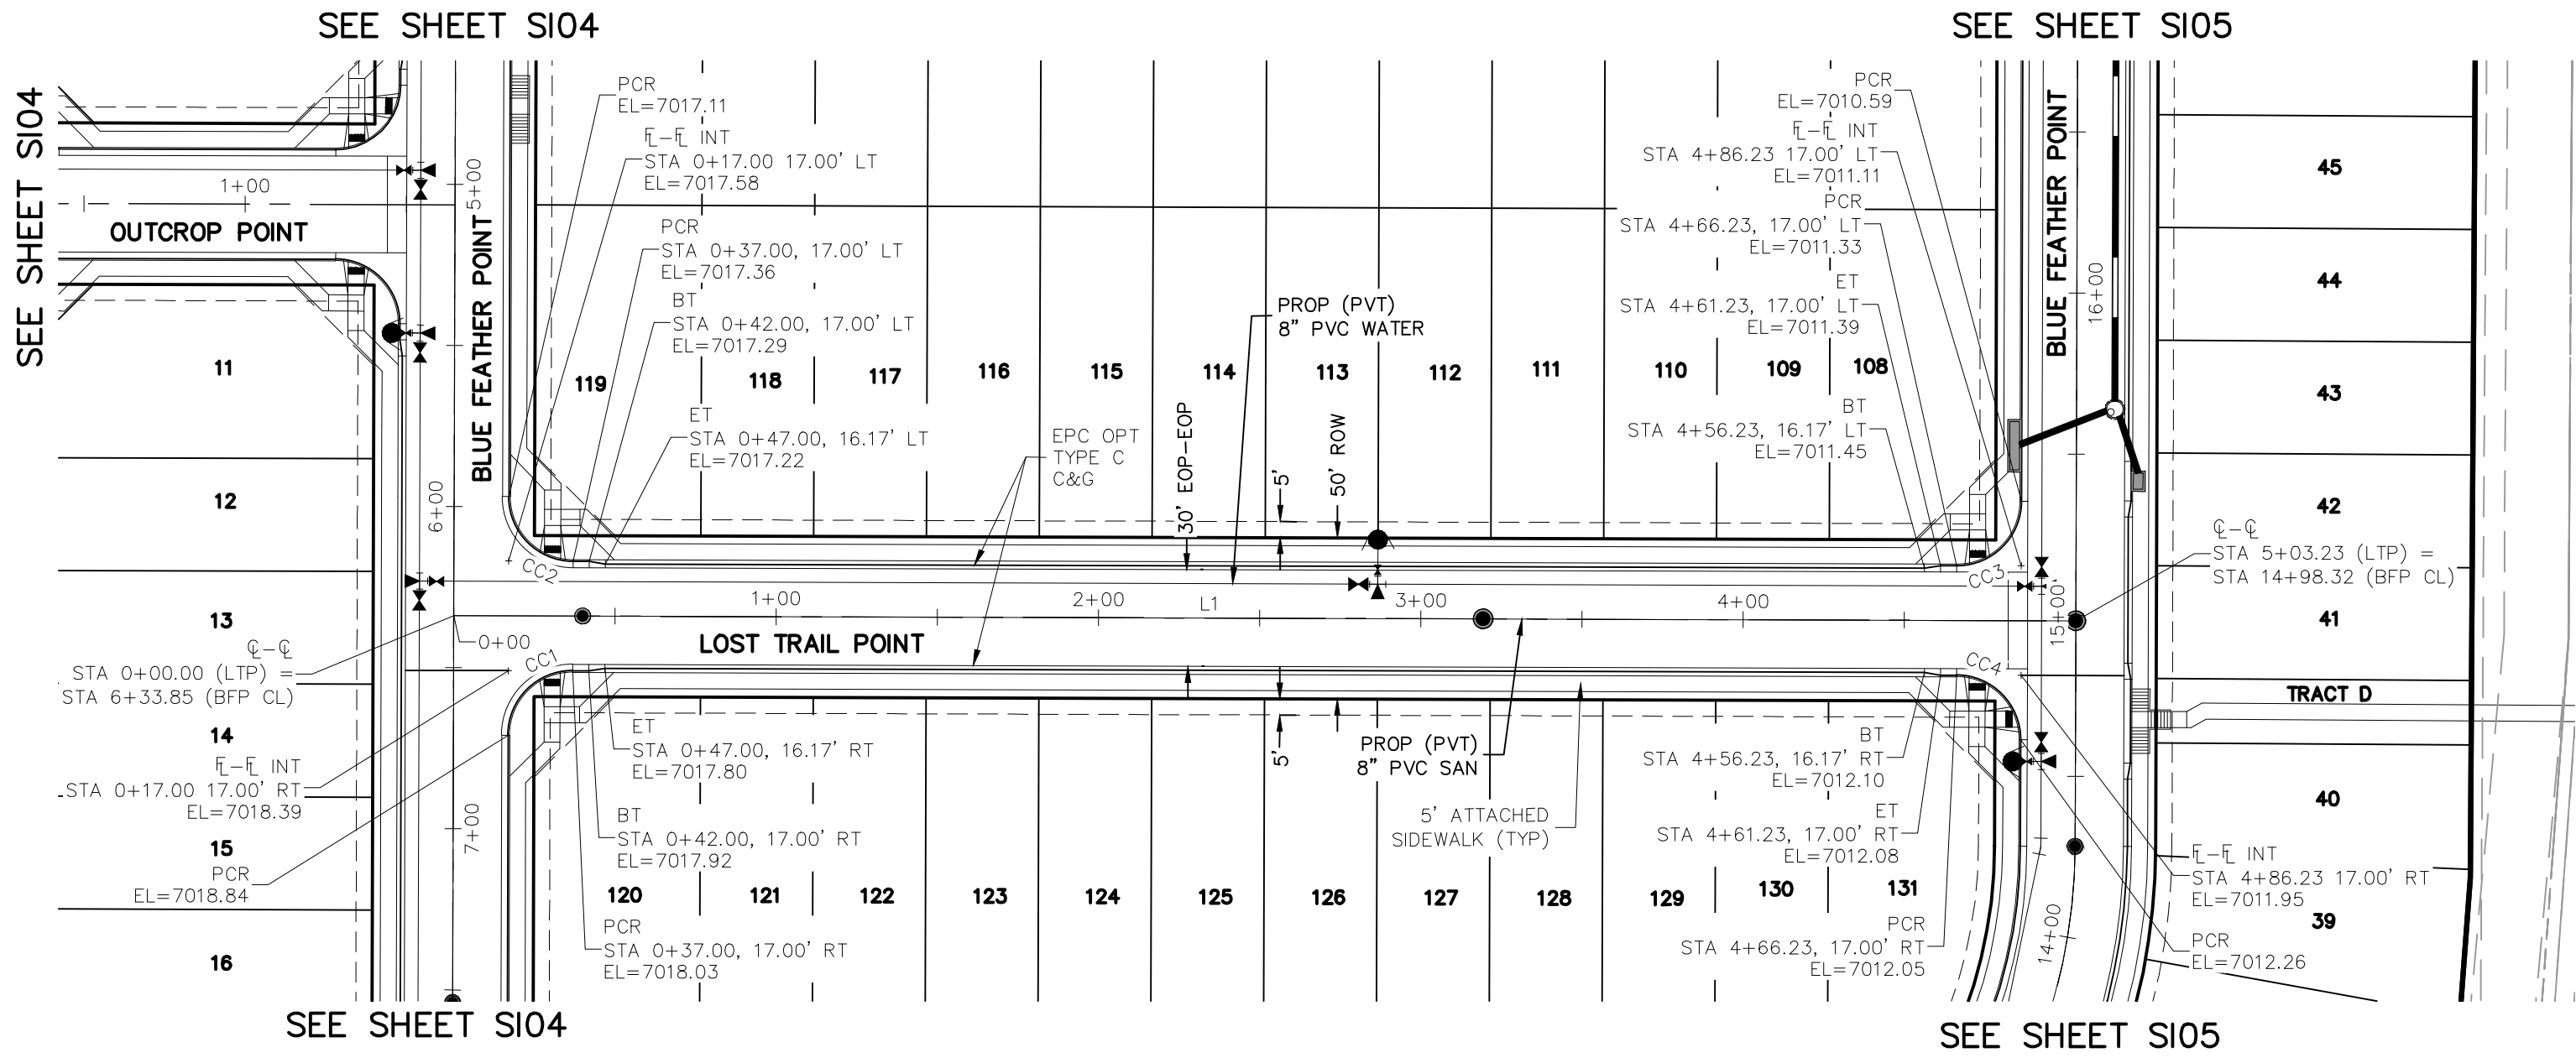 SEE SHEET SI04
SEE SHEET SI05
SEE SHEET SI04
1+00
OUTCROP POINT
5+00
BLUE FEATHER POINT
6+00
7+00
PCR
EL=7017.11
FL-FL INT
STA 0+17.00 17.00' LT
EL=7017.58
PCR
STA 0+37.00, 17.00' LT
EL=7017.36
BT
STA 0+42.00, 17.00' LT
EL=7017.29
ET
STA 0+47.00, 16.17' LT
EL=7017.22
119
118
117
116
115
114
113
112
111
110
109
108
PROP (PVT)
8" PVC WATER
EPC OPT
TYPE C
C&G
30' EOP-EOP
5'
50' ROW
PCR
EL=7010.59
FL-FL INT
STA 4+86.23 17.00' LT
EL=7011.11
PCR
STA 4+66.23, 17.00' LT
EL=7011.33
ET
STA 4+61.23, 17.00' LT
EL=7011.39
BT
STA 4+56.23, 16.17' LT
EL=7011.45
BLUE FEATHER POINT
16+00
15+00
14+00
45
44
43
42
41
TRACT D
40
39
CL-CL
STA 5+03.23 (LTP) =
STA 14+98.32 (BFP CL)
11
12
13
14
15
16
CC2
CC3
CC1
CC4
0+00
1+00
2+00
L1
3+00
4+00
LOST TRAIL POINT
CL-CL
STA 0+00.00 (LTP) =
STA 6+33.85 (BFP CL)
FL-FL INT
STA 0+17.00 17.00' RT
EL=7018.39
PCR
EL=7018.84
ET
STA 0+47.00, 16.17' RT
EL=7017.80
BT
STA 0+42.00, 17.00' RT
EL=7017.92
PCR
STA 0+37.00, 17.00' RT
EL=7018.03
120
121
122
123
124
125
126
127
128
129
130
131
5'
PROP (PVT)
8" PVC SAN
5' ATTACHED
SIDEWALK (TYP)
BT
STA 4+56.23, 16.17' RT
EL=7012.10
ET
STA 4+61.23, 17.00' RT
EL=7012.08
PCR
STA 4+66.23, 17.00' RT
EL=7012.05
FL-FL INT
STA 4+86.23 17.00' RT
EL=7011.95
PCR
EL=7012.26
SEE SHEET SI04
SEE SHEET SI05